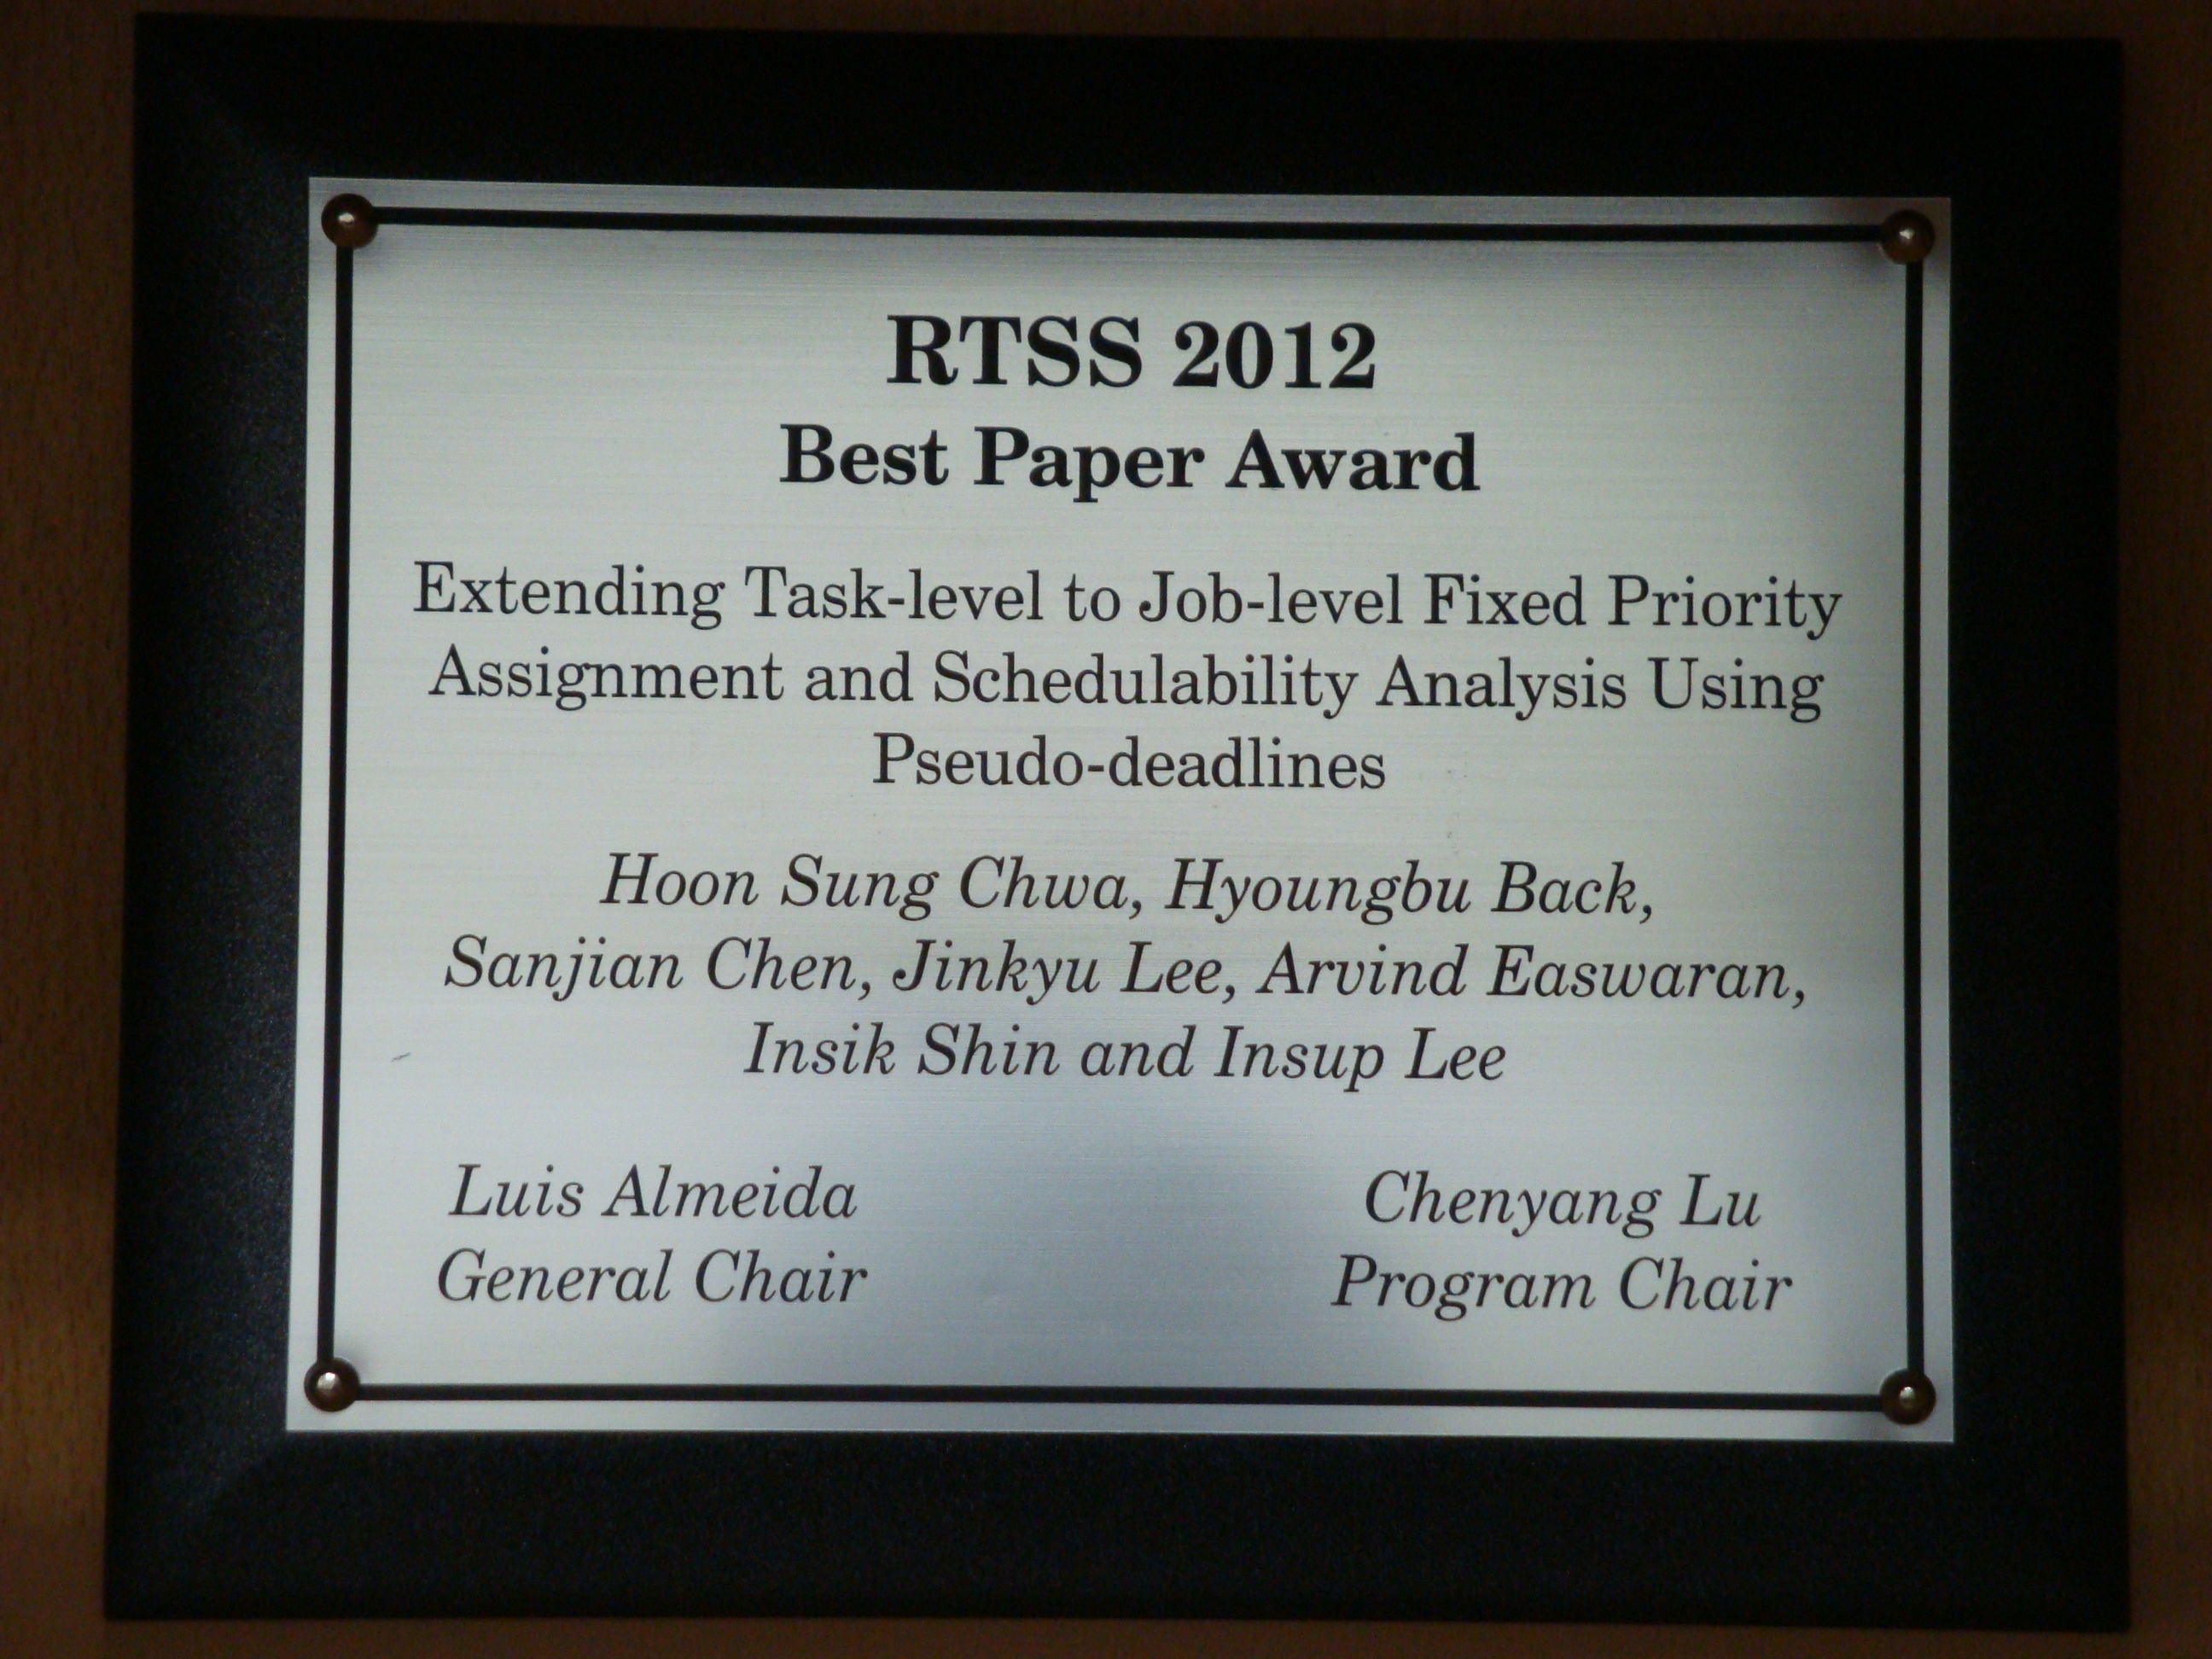 RTSS 2012
Best Paper Award
Extending Task-level to Job-level Fixed Priority
Assignment and Schedulability Analysis Using
Pseudo-deadlines
Hoon Sung Chwa, Hyoungbu Back,
Sanjian Chen, Jinkyu Lee, Arvind Easwaran,
Insik Shin and Insup Lee
Luis Almeida
General Chair
Chenyang Lu
Program Chair